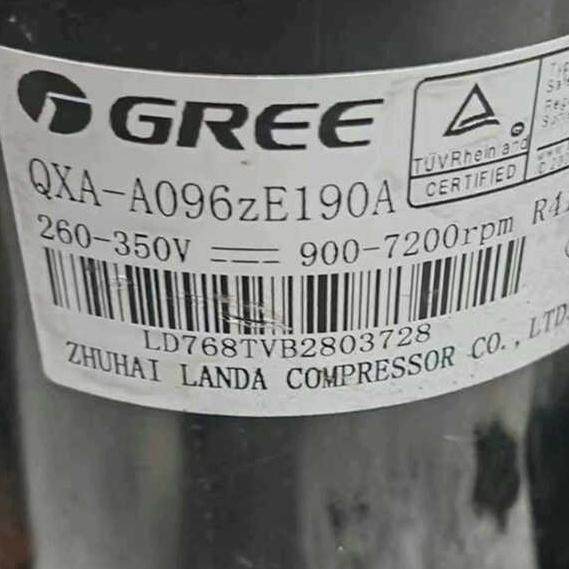 GREE
TÜVRheinland
CERTIFIED
QXA-A096zE190A
260-350V 900-7200rpm
LD768TVB2803728
ZHUHAI LANDA COMPRESSOR CO., LTD